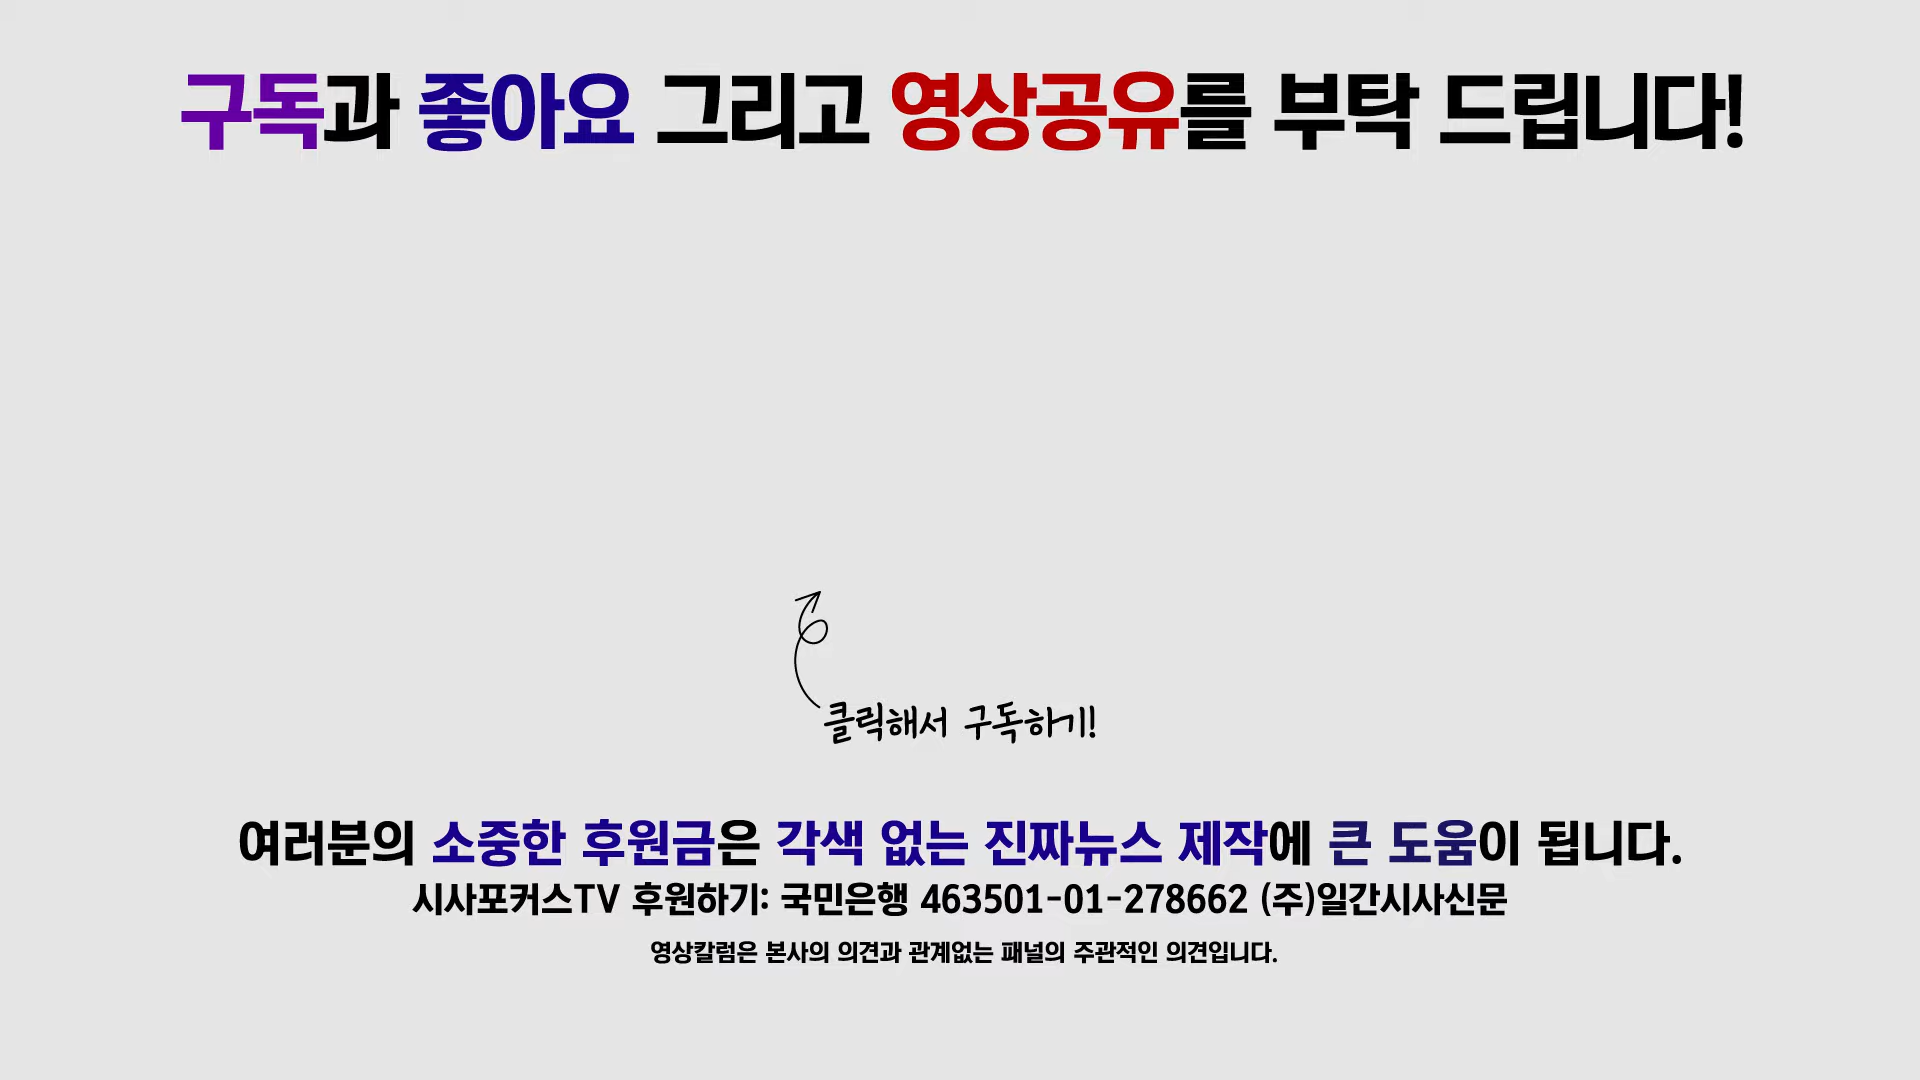 구독과 좋아요 그리고 영상공유를 부탁 드립니다!
클릭해서 구독하기!
여러분의 소중한 후원금은 각색 없는 진짜뉴스 제작에 큰 도움이 됩니다.
시사포커스TV 후원하기: 국민은행 463501-01-278662 (주)일간시사신문
영상칼럼은 본사의 의견과 관계없는 패널의 주관적인 의견입니다.